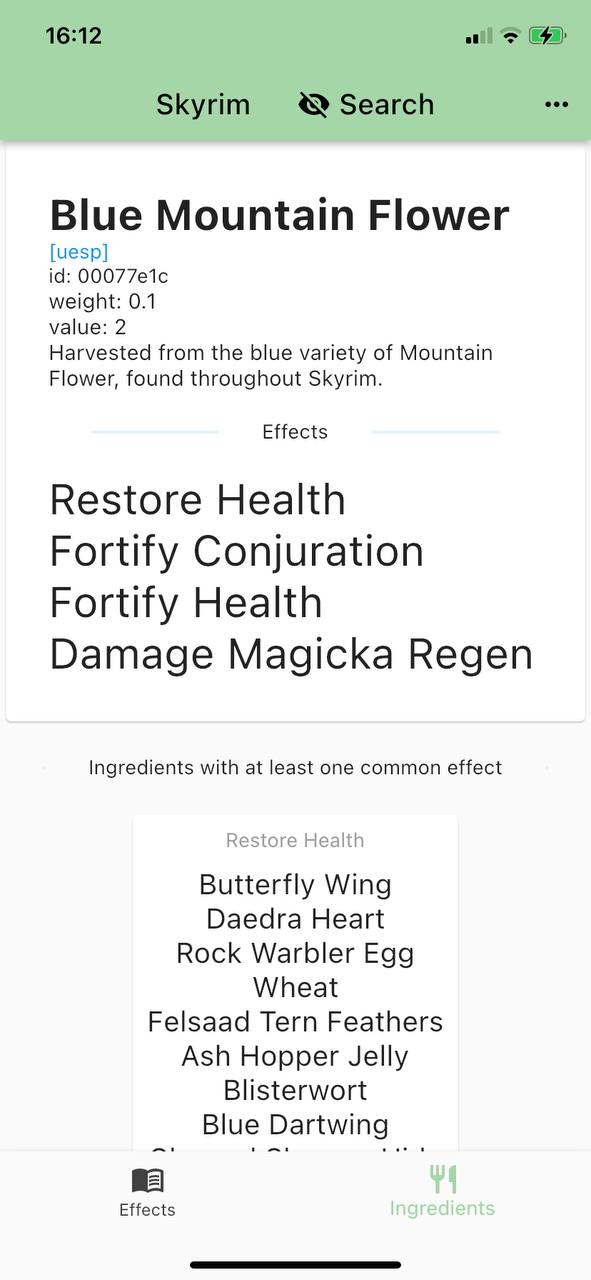 16:12
Skyrim Search
Blue Mountain Flower
[uesp]
id: 00077e1c
weight: 0.1
value: 2
Harvested from the blue variety of Mountain
Flower, found throughout Skyrim.
Effects
Restore Health
Fortify Conjuration
Fortify Health
Damage Magicka Regen
Ingredients with at least one common effect
Restore Health
Butterfly Wing
Daedra Heart
Rock Warbler Egg
Wheat
Felsaad Tern Feathers
Ash Hopper Jelly
Blisterwort
Blue Dartwing
Effects
Ingredients